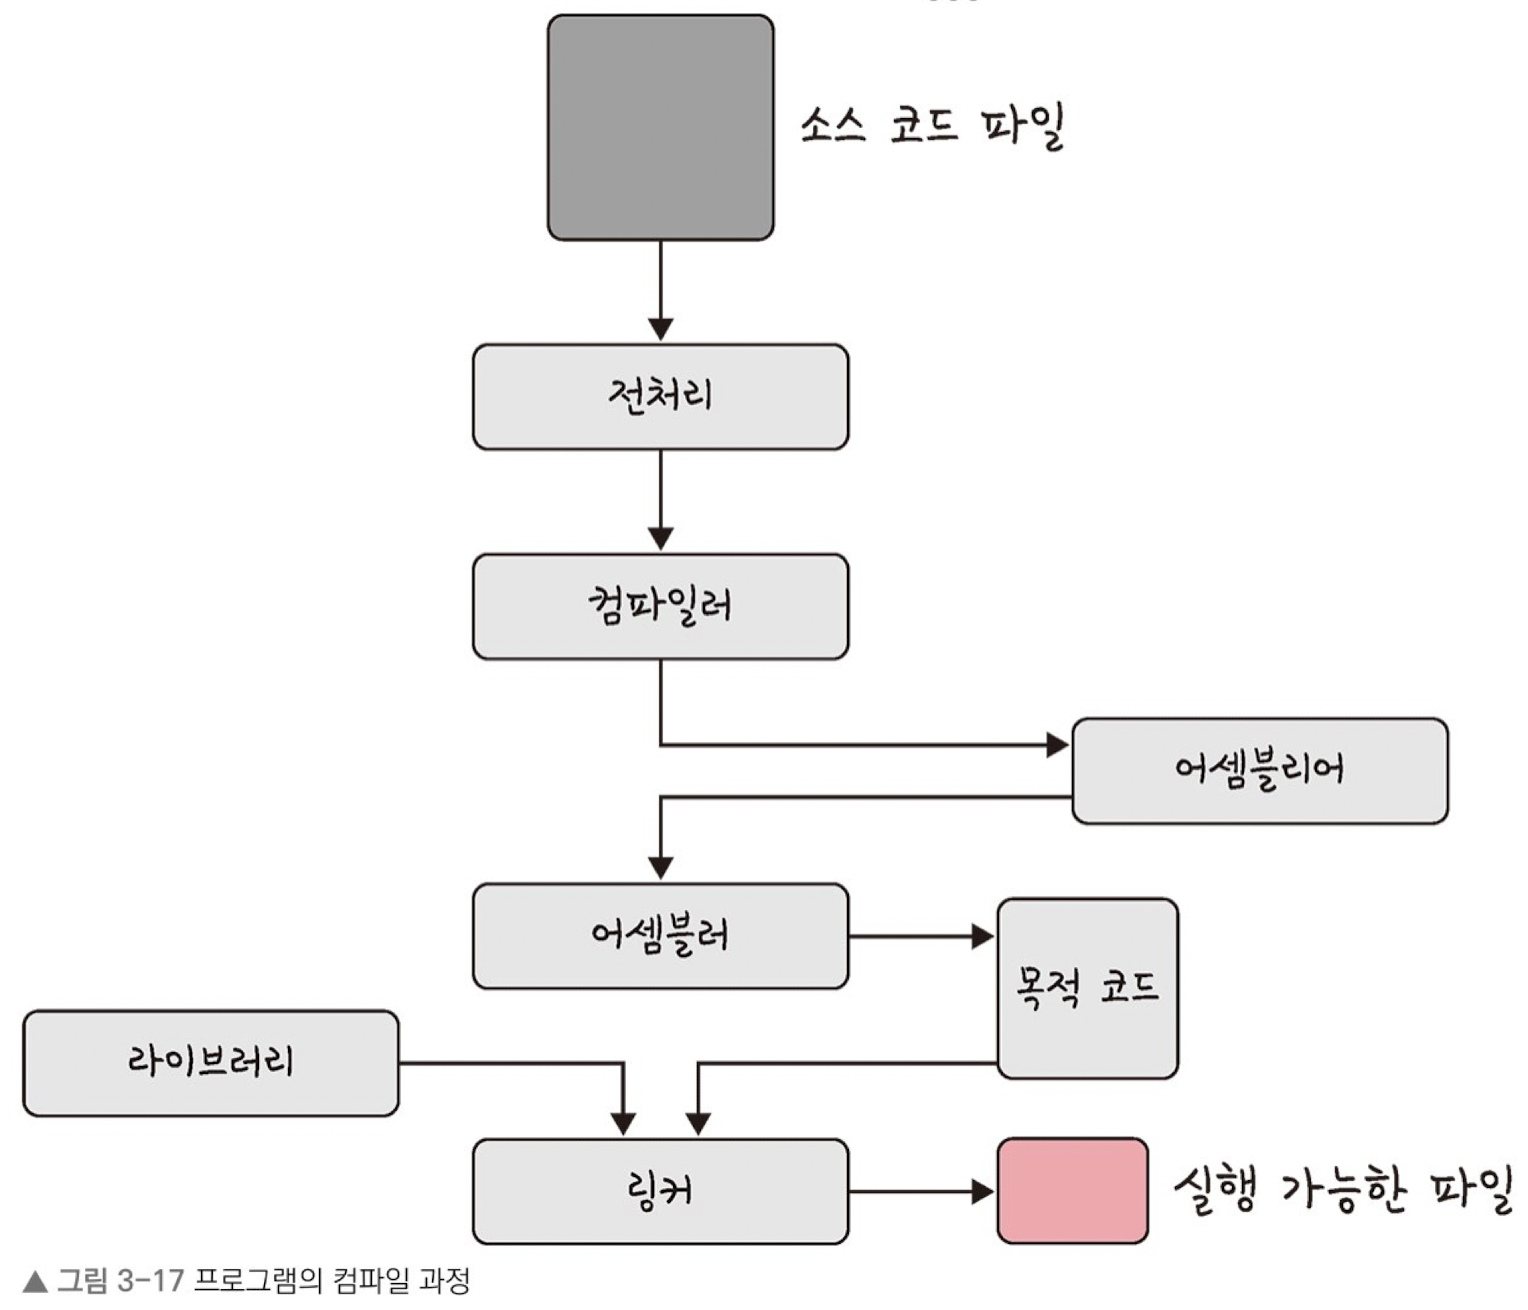 소스 코드 파일
전처리
컴파일러
어셈블리어
어셈블러
목적 코드
라이브러리
링커
실행 가능한 파일
▲ 그림 3-17 프로그램의 컴파일 과정